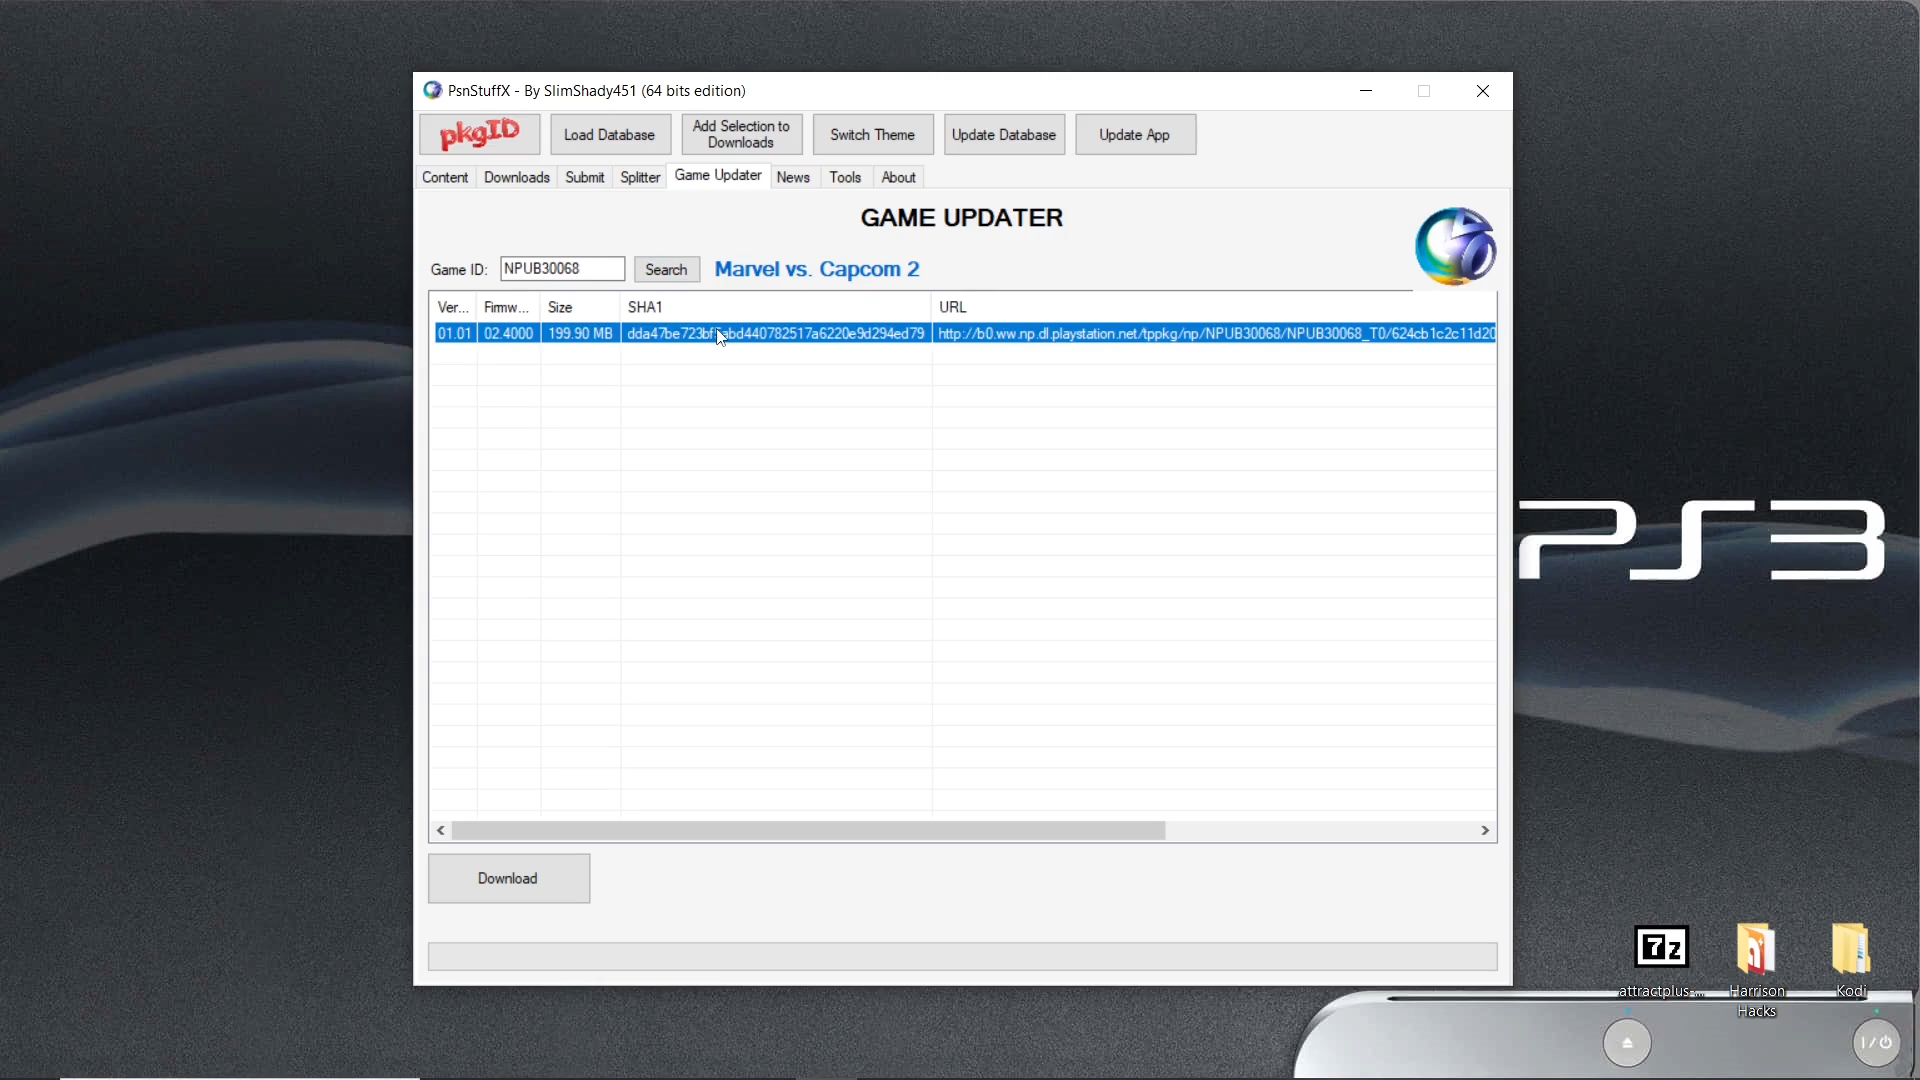 PsnStuffX - By SlimShady451 (64 bits edition)
pkgID
Load Database
Add Selection to
Downloads
Switch Theme
Update Database
Update App
Content
Downloads
Submit
Splitter
Game Updater
News
Tools
About
GAME UPDATER
Game ID:
NPUB30068
Search
Marvel vs. Capcom 2
Ver...
Firmw...
Size
SHA1
URL
01.01
02.4000
199.90 MB
http://b0.ww.np.dl.playstation.net/tppkg/np/NPUB30068/NPUB30068_T0/624cb1c2c11d20
Download
PS3
7z
attractplus-...
Harrison
Hacks
Kodi